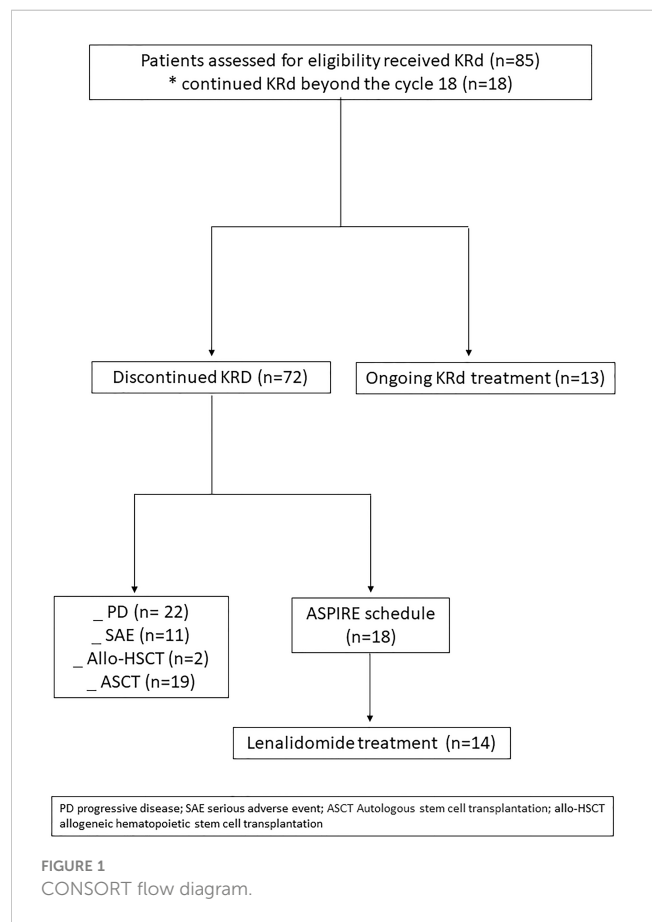 Patients assessed for eligibility received KRd (n=85)
* continued KRd beyond the cycle 18 (n=18)
Discontinued KRD (n=72)
Ongoing KRd treatment (n=13)
_ PD (n= 22)
_ SAE (n=11)
_ Allo-HSCT (n=2)
_ ASCT (n=19)
ASPIRE schedule
(n=18)
Lenalidomide treatment (n=14)
PD progressive disease; SAE serious adverse event; ASCT Autologous stem cell transplantation; allo-HSCT
allogeneic hematopoietic stem cell transplantation
FIGURE 1
CONSORT flow diagram.